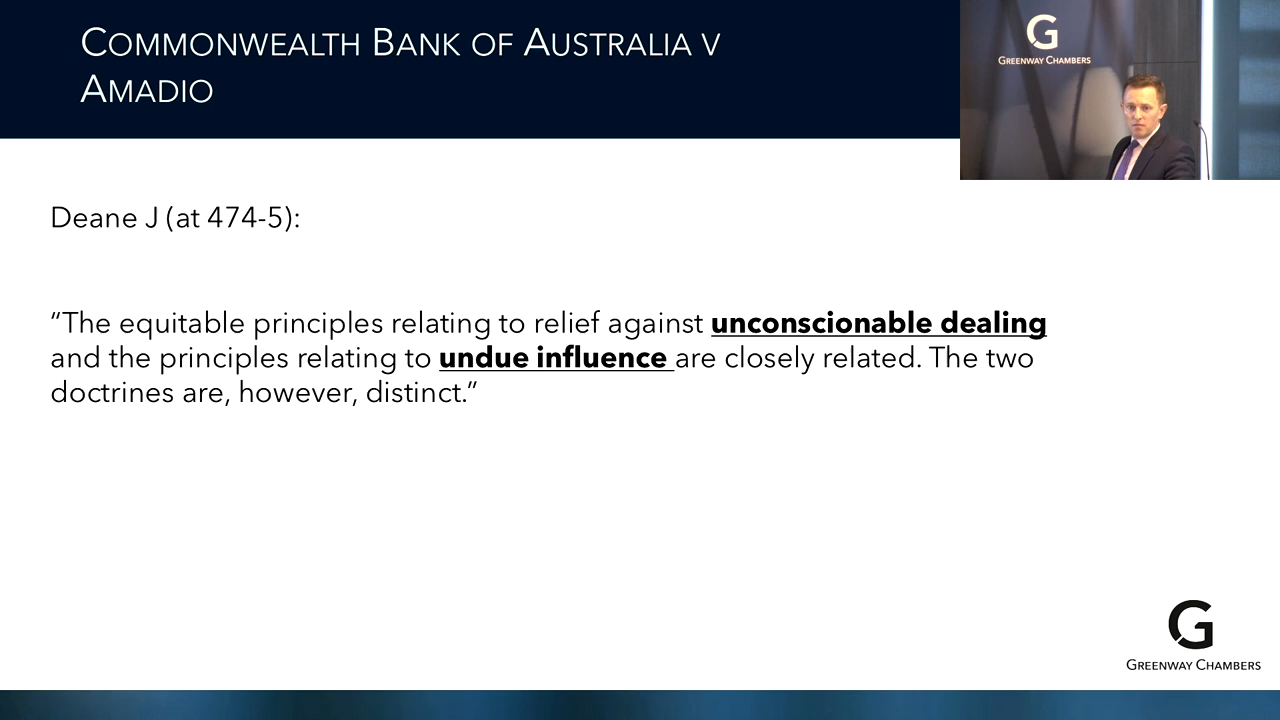 COMMONWEALTH BANK OF AUSTRALIA V
AMADIO
G
GREENWAY CHAMBERS
Deane J (at 474-5):
“The equitable principles relating to relief against unconscionable dealing
and the principles relating to undue influence are closely related. The two
doctrines are, however, distinct.”
G
GREENWAY CHAMBERS